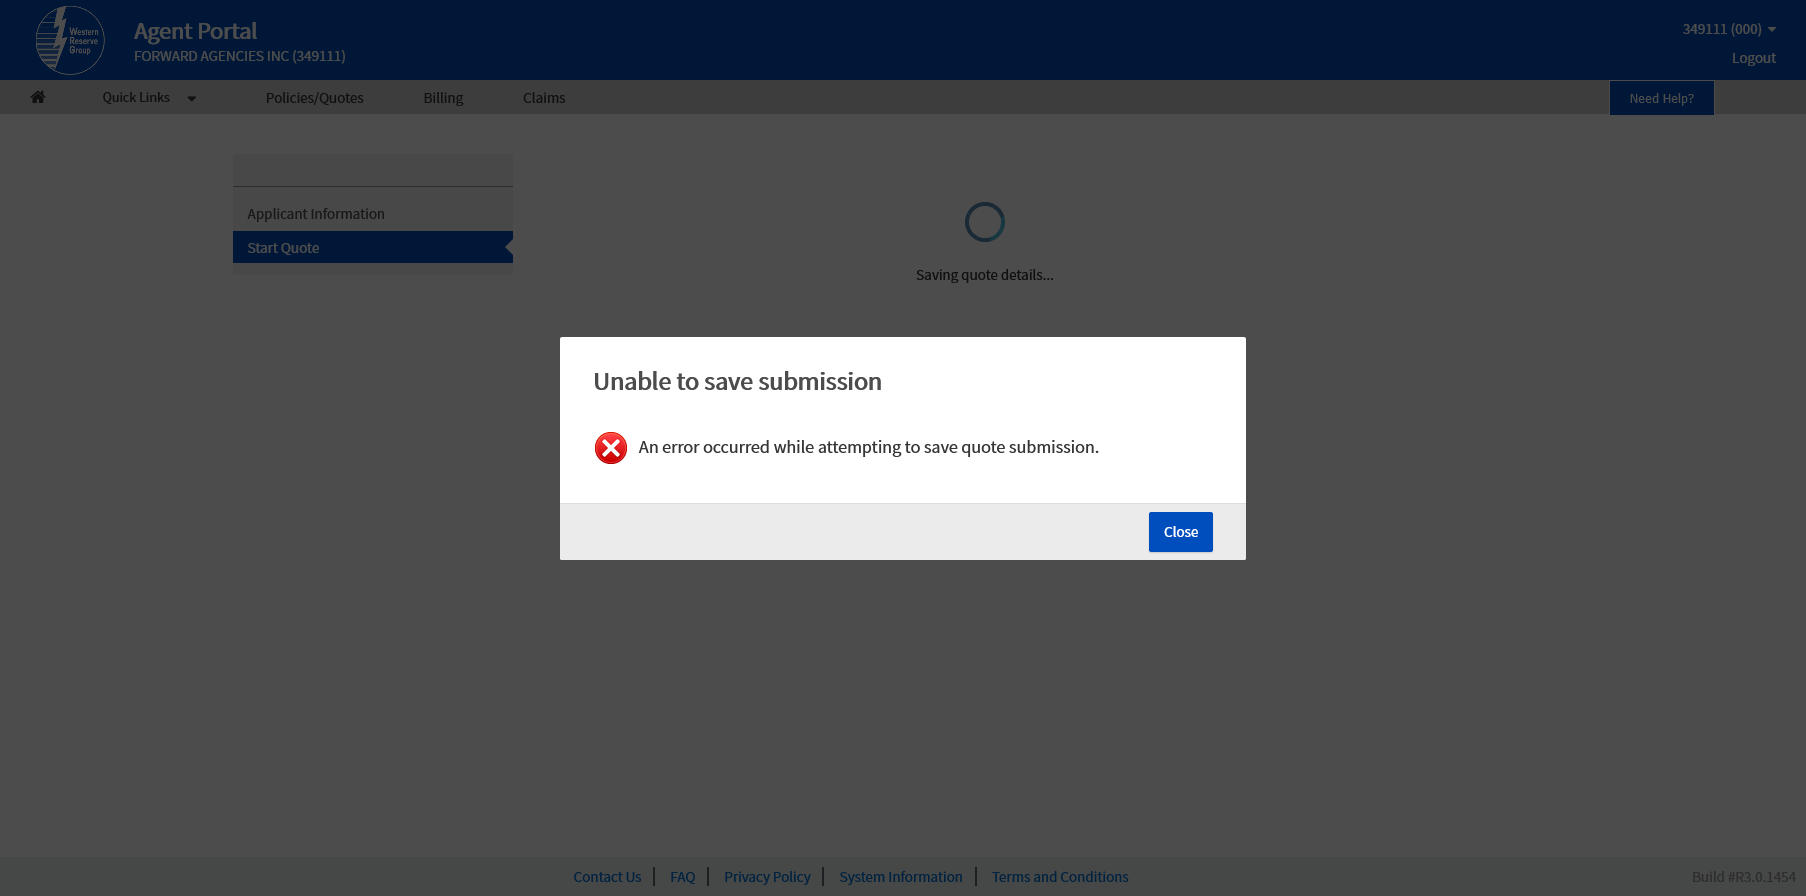 Western
Reserve
Group
Agent Portal
FORWARD AGENCIES INC (349111)
349111 (000)
Logout
Quick Links
Policies/Quotes
Billing
Claims
Need Help?
Applicant Information
Start Quote
Saving quote details...
Unable to save submission
An error occurred while attempting to save quote submission.
Close
Contact Us
FAQ
Privacy Policy
System Information
Terms and Conditions
Build #R3.0.1454